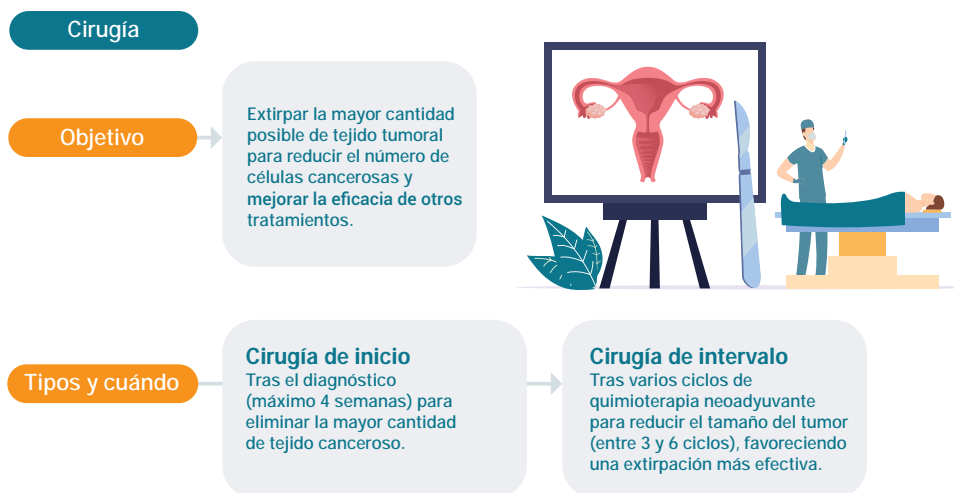 Cirugía
Objetivo
Extirpar la mayor cantidad
posible de tejido tumoral
para reducir el número de
células cancerosas y
mejorar la eficacia de otros
tratamientos.
Tipos y cuándo
Cirugía de inicio
Tras el diagnóstico
(máximo 4 semanas) para
eliminar la mayor cantidad
de tejido canceroso.
Cirugía de intervalo
Tras varios ciclos de
quimioterapia neoadyuvante
para reducir el tamaño del tumor
(entre 3 y 6 ciclos), favoreciendo
una extirpación más efectiva.